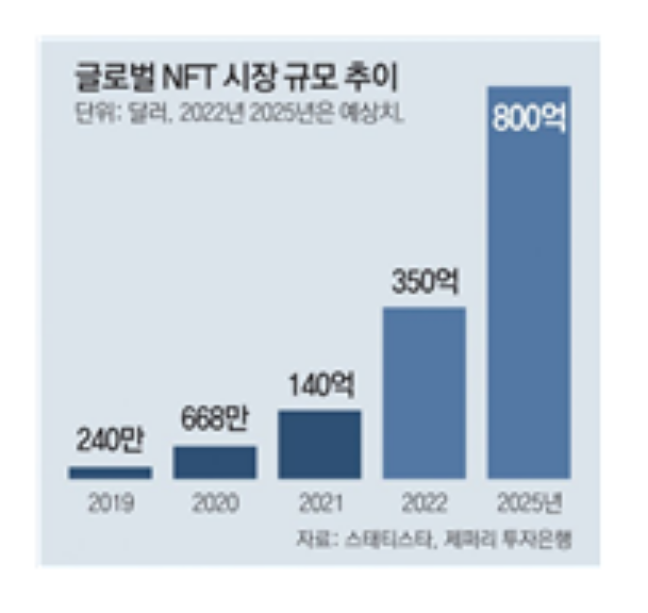 글로벌 NFT 시장 규모 추이
단위: 달러, 2022년 2025년은 예상치.
240만
668만
140억
350억
800억
2019
2020
2021
2022
2025년
자료: 스태티스타, 제퍼리 투자은행